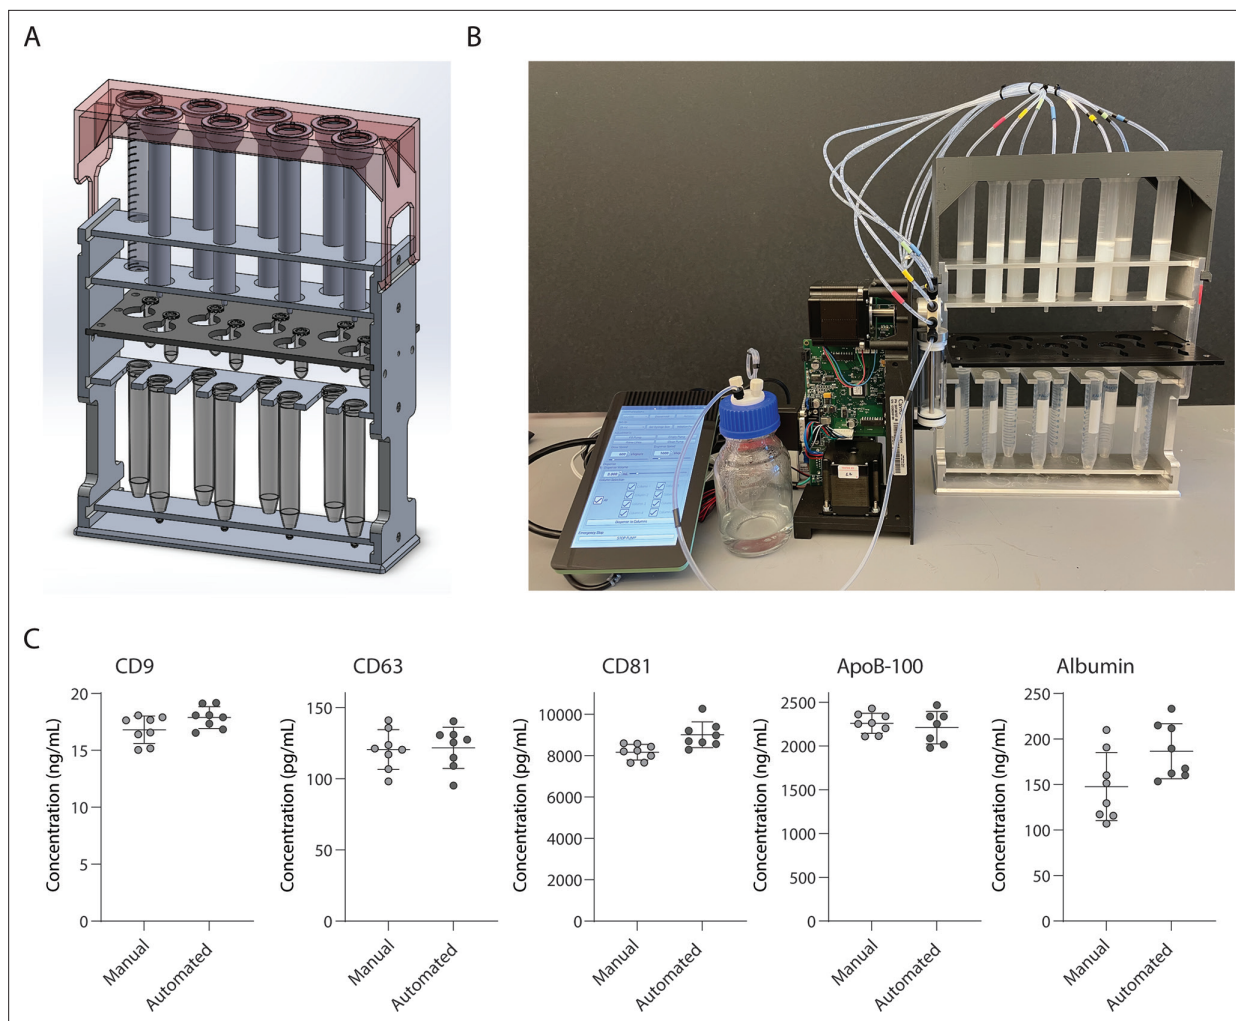 A
B
C
CD9
CD63
CD81
ApoB-100
Albumin
Concentration (ng/mL)
20
15
10
5
0
Manual
Automated
Concentration (pg/mL)
150
100
50
0
Manual
Automated
Concentration (pg/mL)
10000
8000
6000
4000
2000
0
Manual
Automated
Concentration (ng/mL)
2500
2000
1500
1000
500
0
Manual
Automated
Concentration (ng/mL)
250
200
150
100
50
0
Manual
Automated